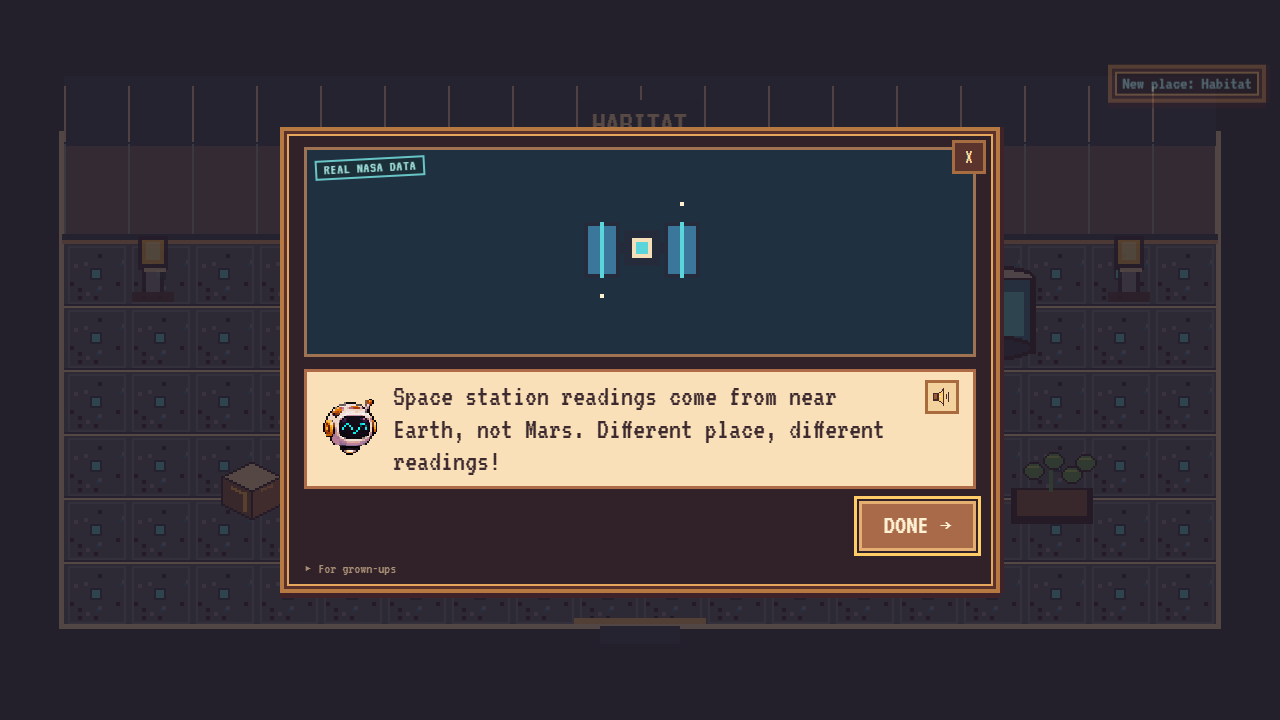 New place: Habitat
HABITAT
REAL NASA DATA
X
Space station readings come from near
Earth, not Mars. Different place, different
readings!
DONE →
▸ For grown-ups